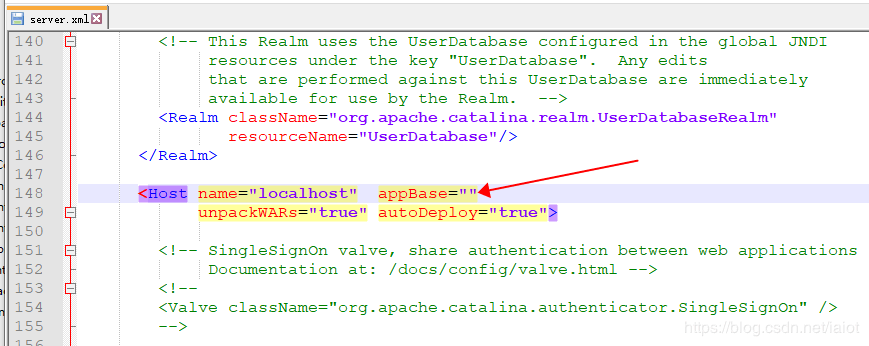 server.xml
140 <!-- This Realm uses the UserDatabase configured in the global JNDI
141 resources under the key "UserDatabase".  Any edits
142 that are performed against this UserDatabase are immediately
143 available for use by the Realm.  -->
144 <Realm className="org.apache.catalina.realm.UserDatabaseRealm"
145 resourceName="UserDatabase"/>
146 </Realm>
147
148 <Host name="localhost"  appBase=""
149 unpackWARs="true" autoDeploy="true">
150
151 <!-- SingleSignOn valve, share authentication between web applications
152 Documentation at: /docs/config/valve.html -->
153 <!--
154 <Valve className="org.apache.catalina.authenticator.SingleSignOn" />
155 -->
156
https://blog.csdn.net/iaiot